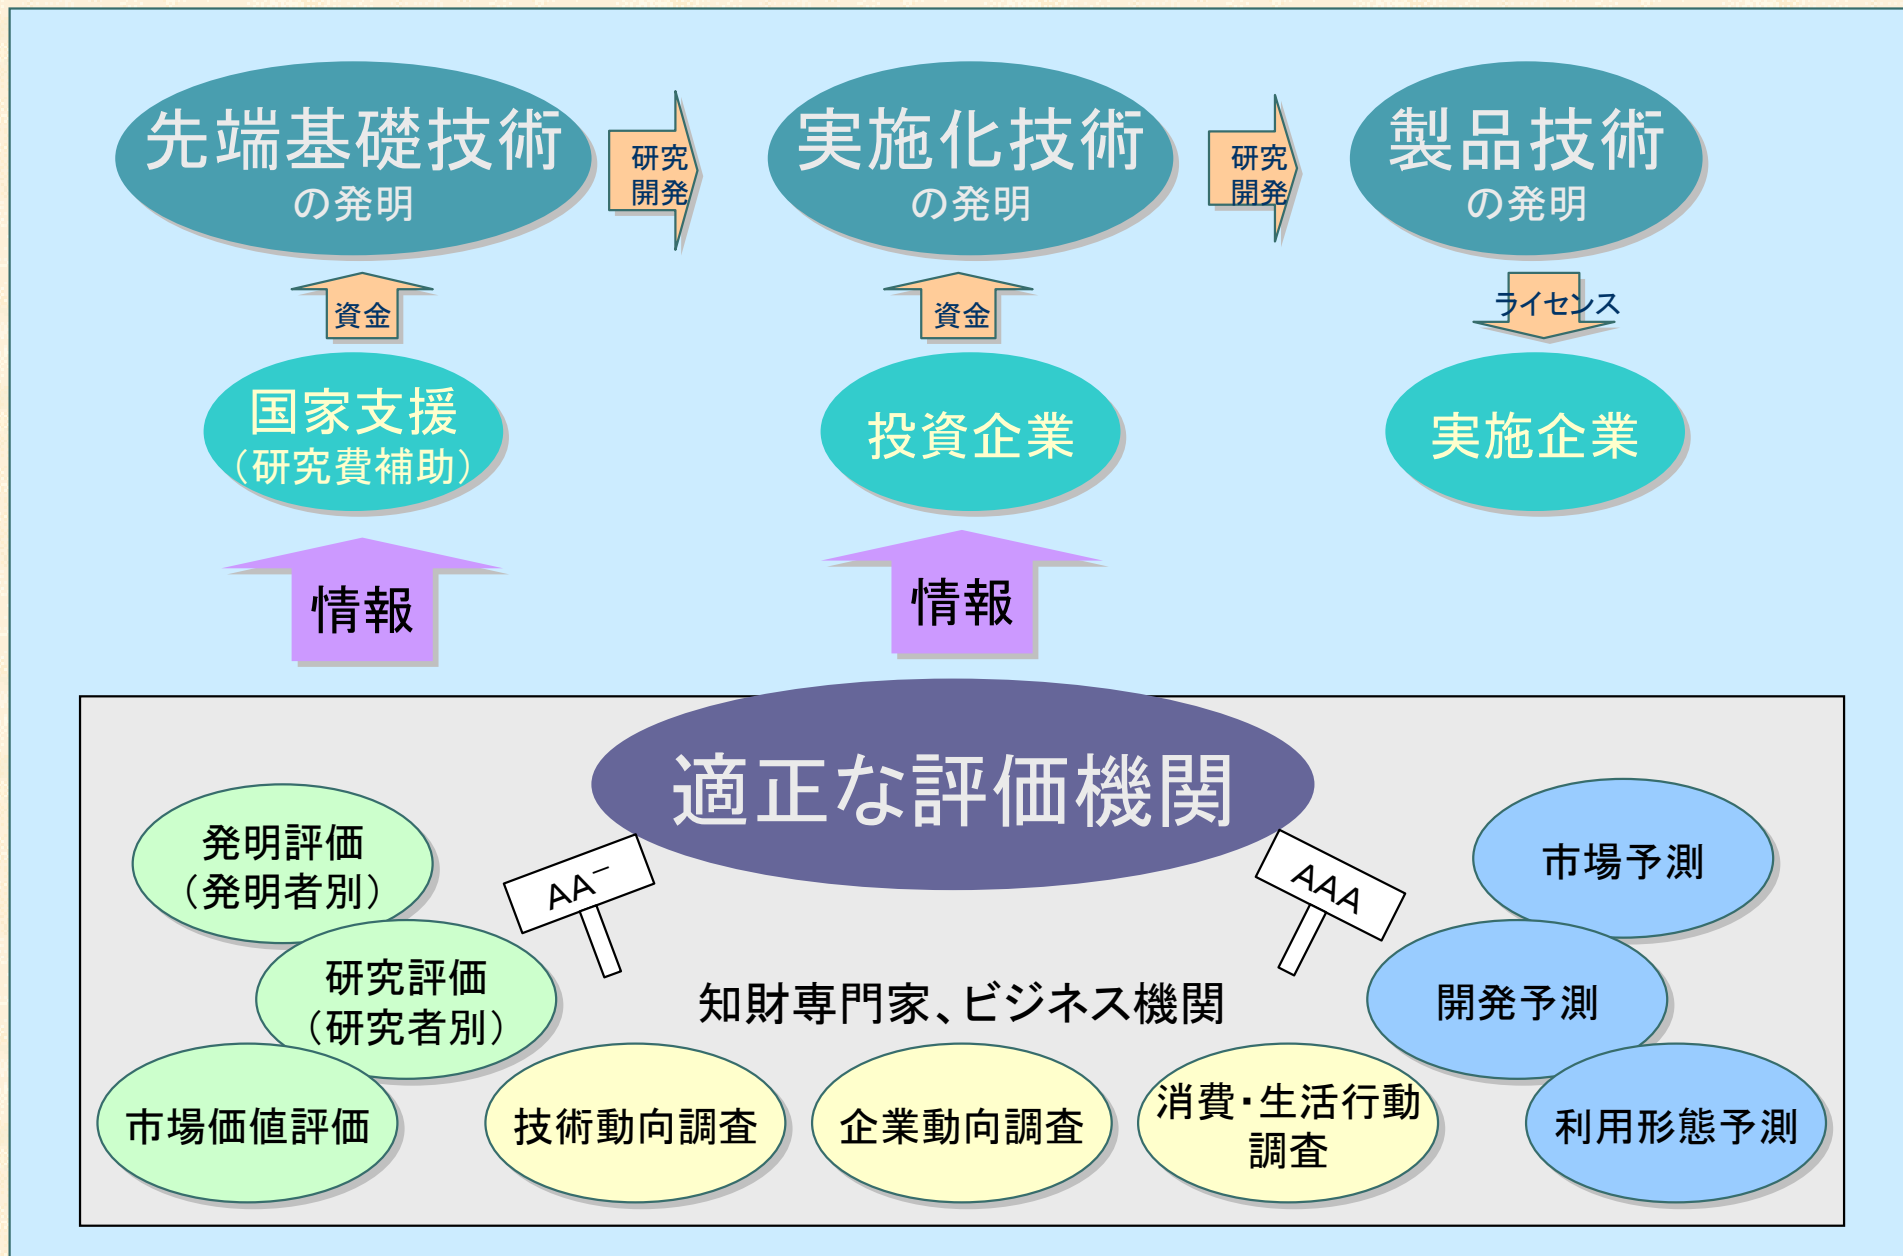 先端基礎技術
の発明
研究
開発
実施化技術
の発明
研究
開発
製品技術
の発明
資金
資金
ライセンス
国家支援
（研究費補助）
投資企業
実施企業
情報
情報
適正な評価機関
発明評価
（発明者別）
AA－
AAA
市場予測
研究評価
（研究者別）
知財専門家、ビジネス機関
開発予測
市場価値評価
技術動向調査
企業動向調査
消費・生活行動
調査
利用形態予測